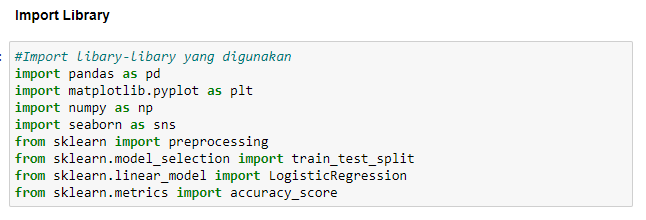 Import Library
#Import libary-libary yang digunakan
import pandas as pd
import matplotlib.pyplot as plt
import numpy as np
import seaborn as sns
from sklearn import preprocessing
from sklearn.model_selection import train_test_split
from sklearn.linear_model import LogisticRegression
from sklearn.metrics import accuracy_score